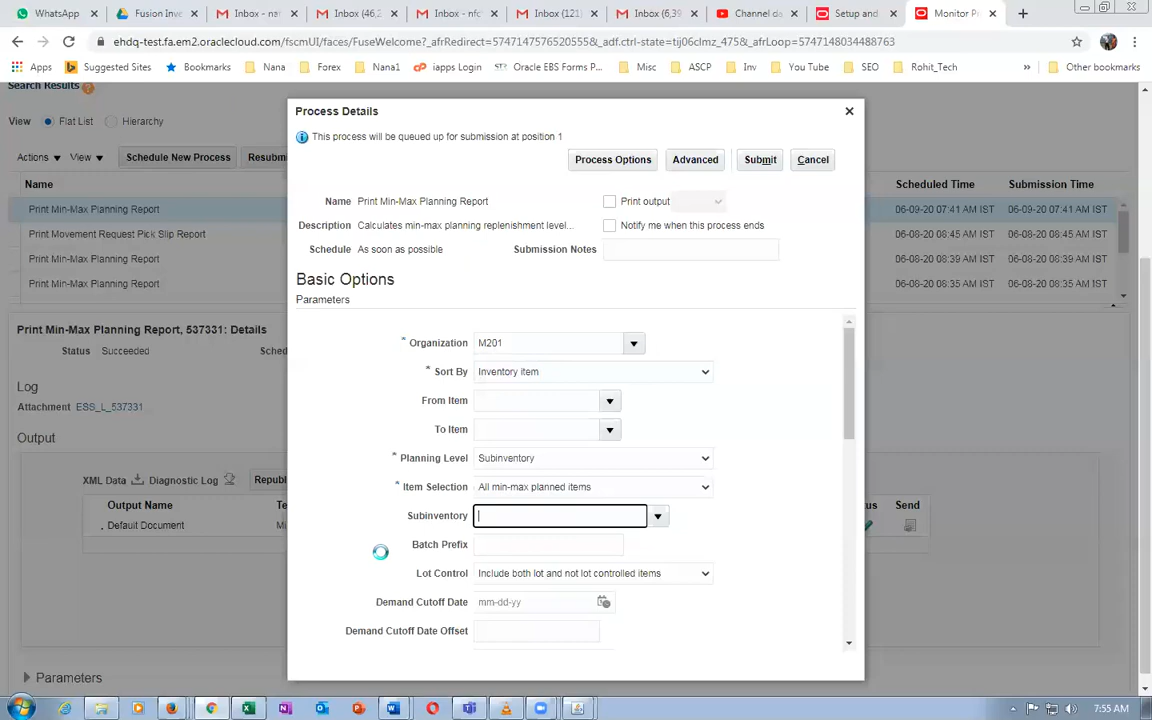 WhatsApp
Fusion Inve
Inbox - nat
Inbox (46,2
Inbox - nfc
Inbox (121)
Inbox (6,39
Channel da
Setup and
Monitor P
ehdq-test.fa.em2.oraclecloud.com/fscmUI/faces/FuseWelcome?_afrRedirect=5747147576520555&_adf.ctrl-state=tij06clmz_475&_afrLoop=5747148034488763
Apps
Suggested Sites
Bookmarks
Nana
Forex
Nana1
iapps Login
Oracle EBS Forms P...
Misc
ASCP
Inv
You Tube
SEO
Rohit_Tech
»
Other bookmarks
Search Results
View
Flat List
Hierarchy
Actions
View
Schedule New Process
Resubm
Name
Scheduled Time
Submission Time
Print Min-Max Planning Report
06-09-20 07:41 AM IST
06-09-20 07:41 AM IST
Print Movement Request Pick Slip Report
06-08-20 08:45 AM IST
06-08-20 08:45 AM IST
Print Min-Max Planning Report
06-08-20 08:39 AM IST
06-08-20 08:39 AM IST
Print Min-Max Planning Report
06-08-20 08:35 AM IST
06-08-20 08:35 AM IST
Print Min-Max Planning Report, 537331: Details
Status Succeeded
Sched
Log
Attachment ESS_L_537331
Output
XML Data
Diagnostic Log
Republ
Output Name
Te
tus
Send
Default Document
Parameters
Process Details
This process will be queued up for submission at position 1
Process Options
Advanced
Submit
Cancel
Name Print Min-Max Planning Report
Print output
Description Calculates min-max planning replenishment level...
Notify me when this process ends
Schedule As soon as possible
Submission Notes
Basic Options
Parameters
* Organization M201
* Sort By Inventory item
From Item
To Item
* Planning Level Subinventory
* Item Selection All min-max planned items
Subinventory
Batch Prefix
Lot Control Include both lot and not lot controlled items
Demand Cutoff Date mm-dd-yy
Demand Cutoff Date Offset
7:55 AM